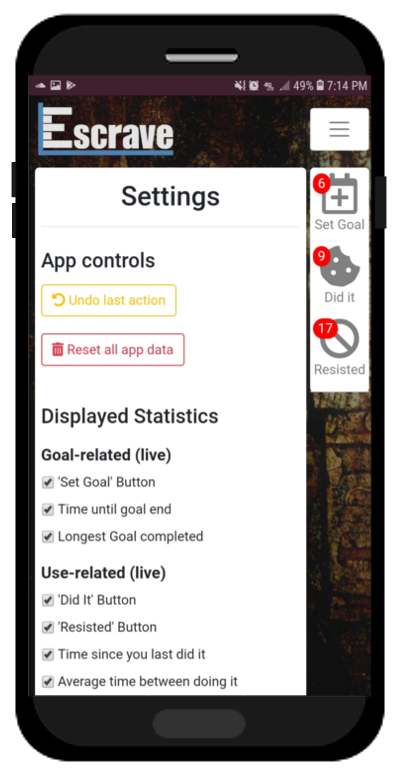 49% 7:14 PM
Escrave
Settings
6
Set Goal
App controls
Undo last action
9
Did it
Reset all app data
17
Resisted
Displayed Statistics
Goal-related (live)
'Set Goal' Button
Time until goal end
Longest Goal completed
Use-related (live)
'Did It' Button
'Resisted' Button
Time since you last did it
Average time between doing it